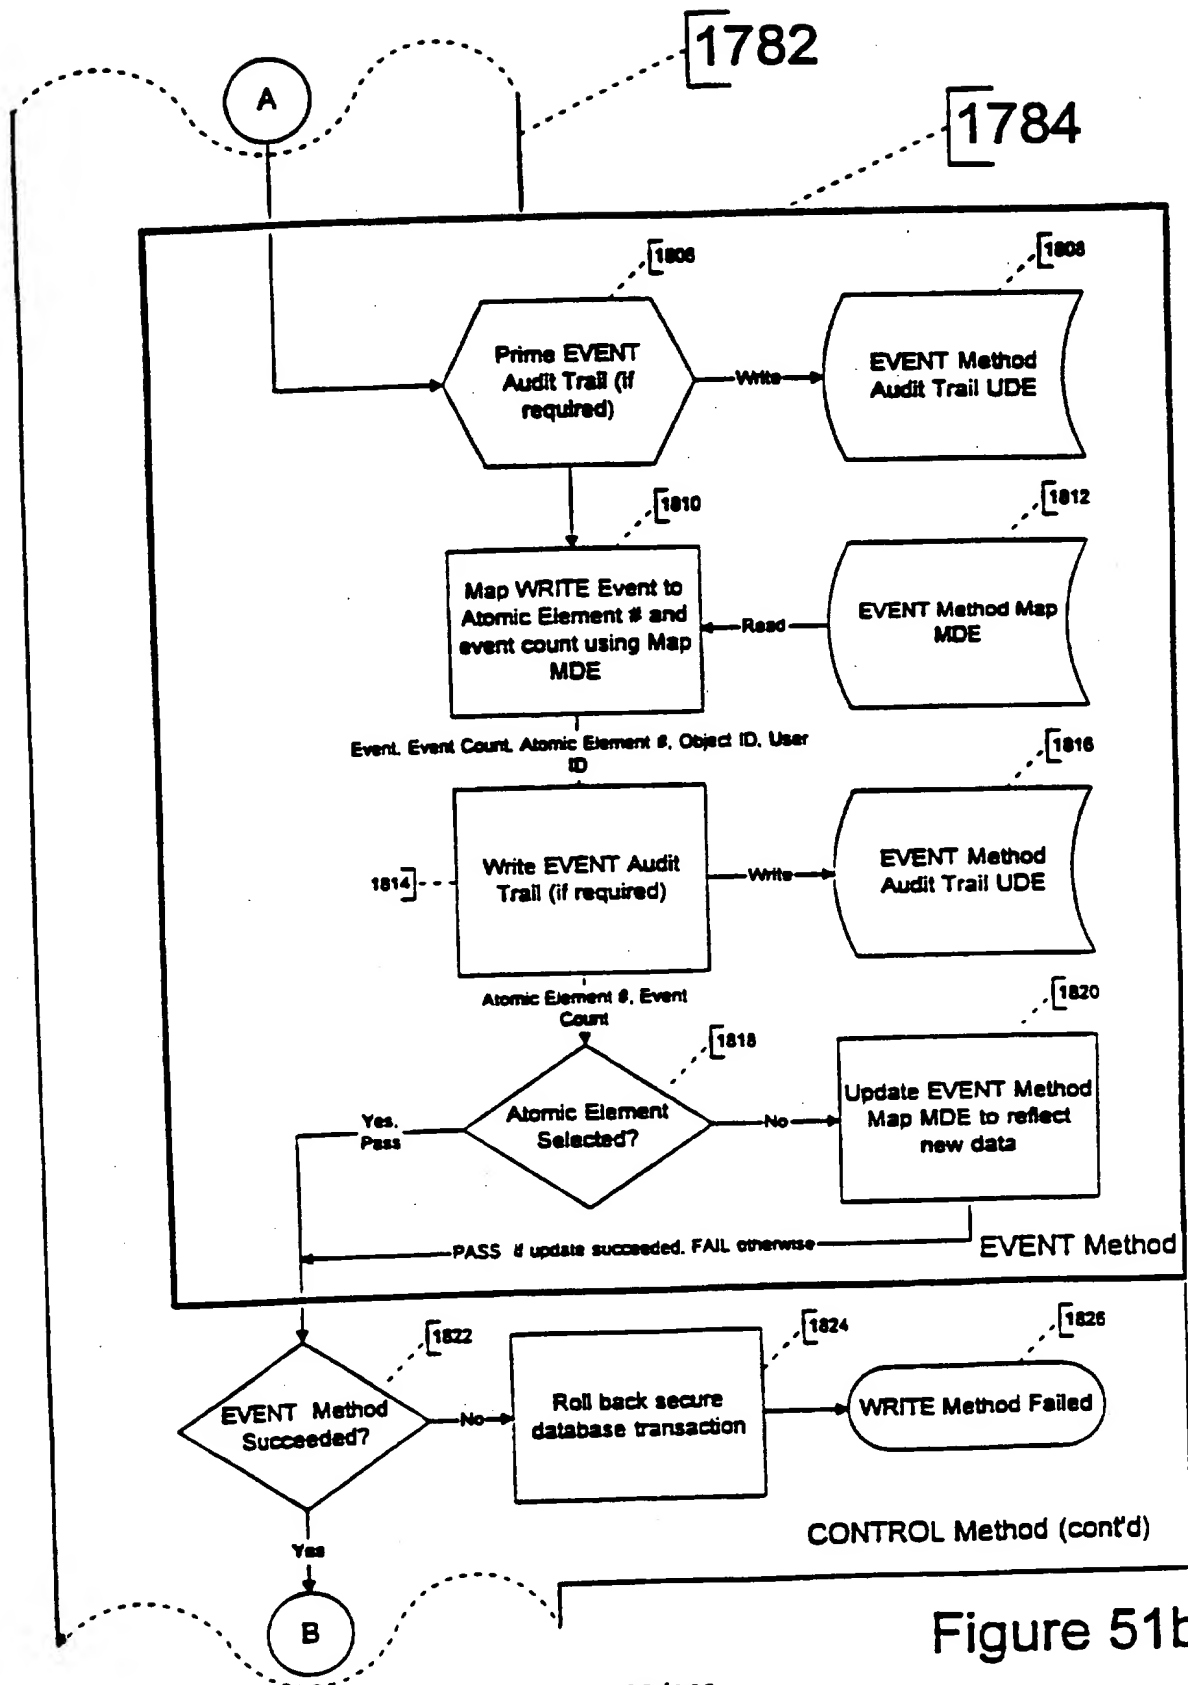 1782
A
1784
1806
1808
Prime EVENT
Audit Trail (if
required)
Write
EVENT Method
Audit Trail UDE
1810
1812
Map WRITE Event to
Atomic Element # and
event count using Map
MDE
Read
EVENT Method Map
MDE
Event, Event Count, Atomic Element #, Object ID, User
ID
1816
1814
Write EVENT Audit
Trail (if required)
Write
EVENT Method
Audit Trail UDE
Atomic Element #, Event
Count
1818
1820
Yes,
Pass
Atomic Element
Selected?
No
Update EVENT Method
Map MDE to reflect
new data
PASS if update succeeded, FAIL otherwise
EVENT Method
1822
1824
1826
EVENT Method
Succeeded?
No
Roll back secure
database transaction
WRITE Method Failed
Yes
CONTROL Method (cont'd)
B
Figure 51b